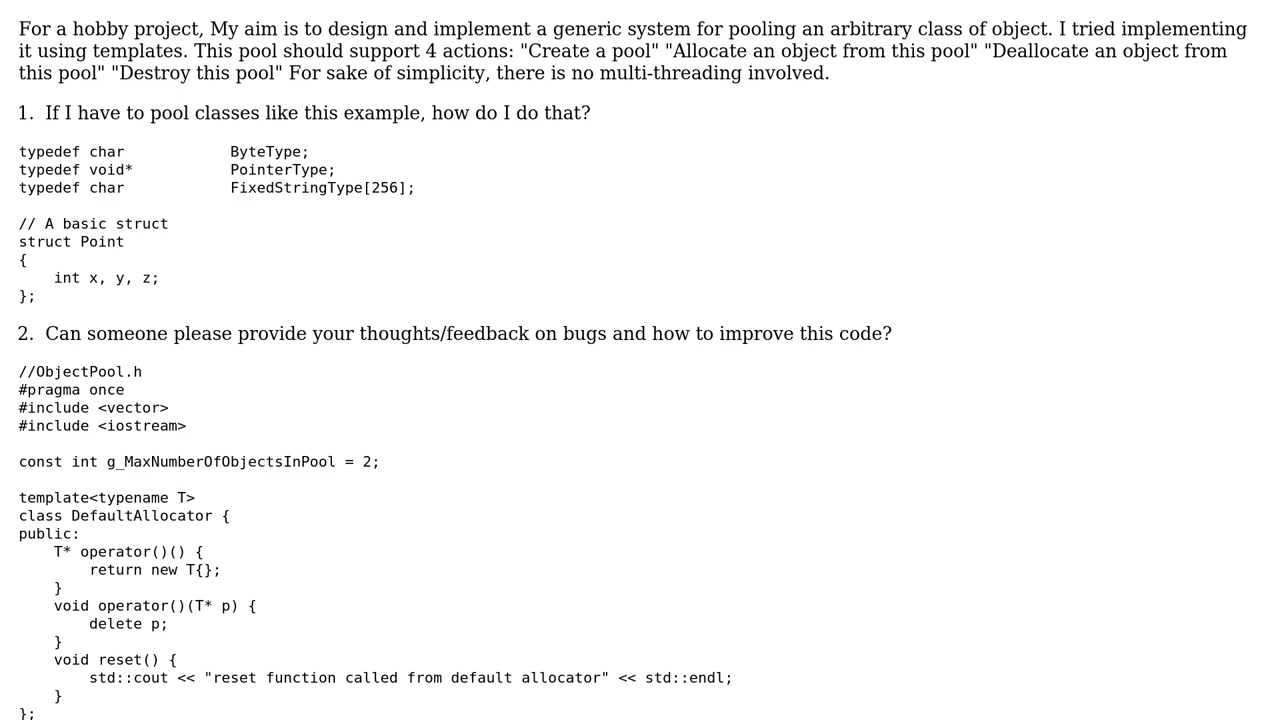 For a hobby project, My aim is to design and implement a generic system for pooling an arbitrary class of object. I tried implementing
it using templates. This pool should support 4 actions: "Create a pool" "Allocate an object from this pool" "Deallocate an object from
this pool" "Destroy this pool" For sake of simplicity, there is no multi-threading involved.
1. If I have to pool classes like this example, how do I do that?
typedef char            ByteType;
typedef void*           PointerType;
typedef char            FixedStringType[256];
// A basic struct
struct Point
{
    int x, y, z;
};
2. Can someone please provide your thoughts/feedback on bugs and how to improve this code?
//ObjectPool.h
#pragma once
#include <vector>
#include <iostream>
const int g_MaxNumberOfObjectsInPool = 2;
template<typename T>
class DefaultAllocator {
public:
    T* operator()() {
        return new T{};
    }
    void operator()(T* p) {
        delete p;
    }
    void reset() {
        std::cout << "reset function called from default allocator" << std::endl;
    }
};